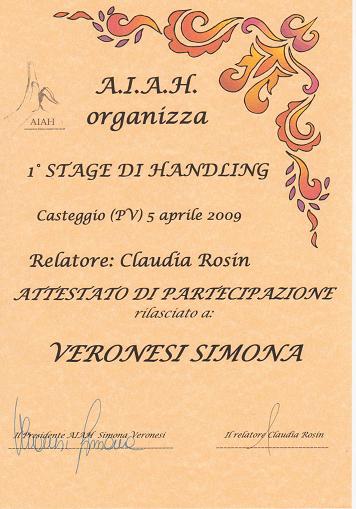 A.I.A.H.
organizza
AIAH
1° STAGE DI HANDLING
Casteggio (PV) 5 aprile 2009
Relatore: Claudia Rosin
ATTESTATO DI PARTECIPAZIONE
rilasciato a:
VERONESI SIMONA
Il Presidente AIAH Simona Veronesi
Il relatore Claudia Rosin